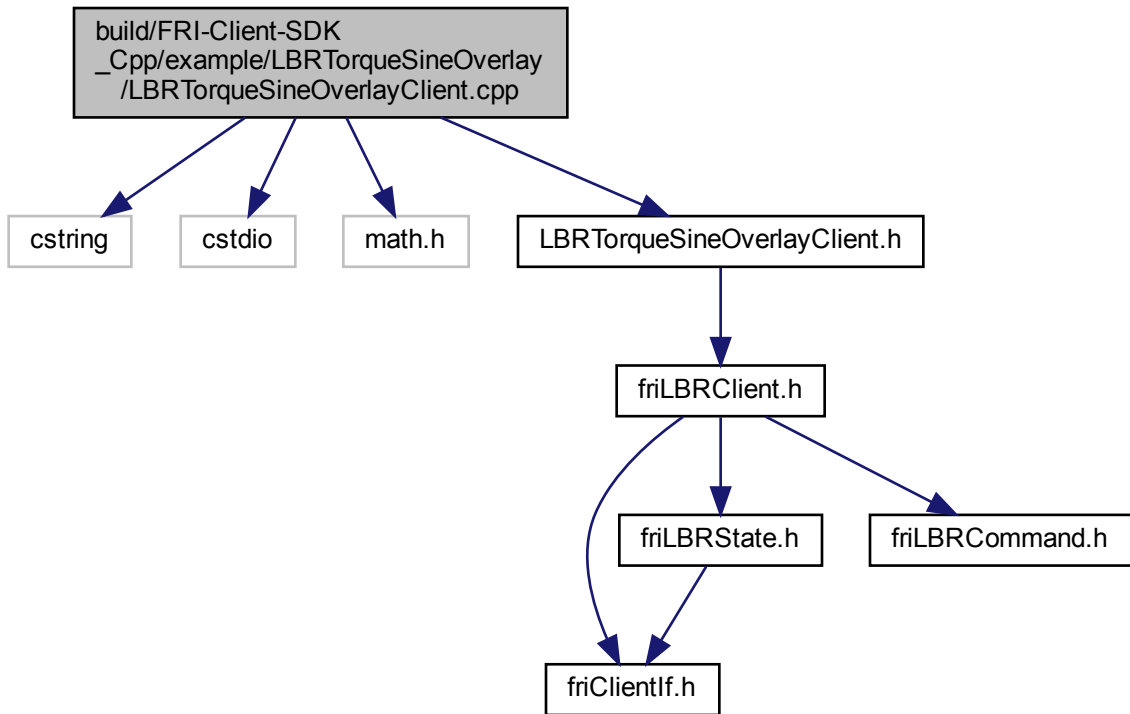 build/FRI-Client-SDK
_Cpp/example/LBRTorqueSineOverlay
/LBRTorqueSineOverlayClient.cpp
cstring
cstdio
math.h
LBRTorqueSineOverlayClient.h
friLBRClient.h
friLBRState.h
friLBRCommand.h
friClientIf.h